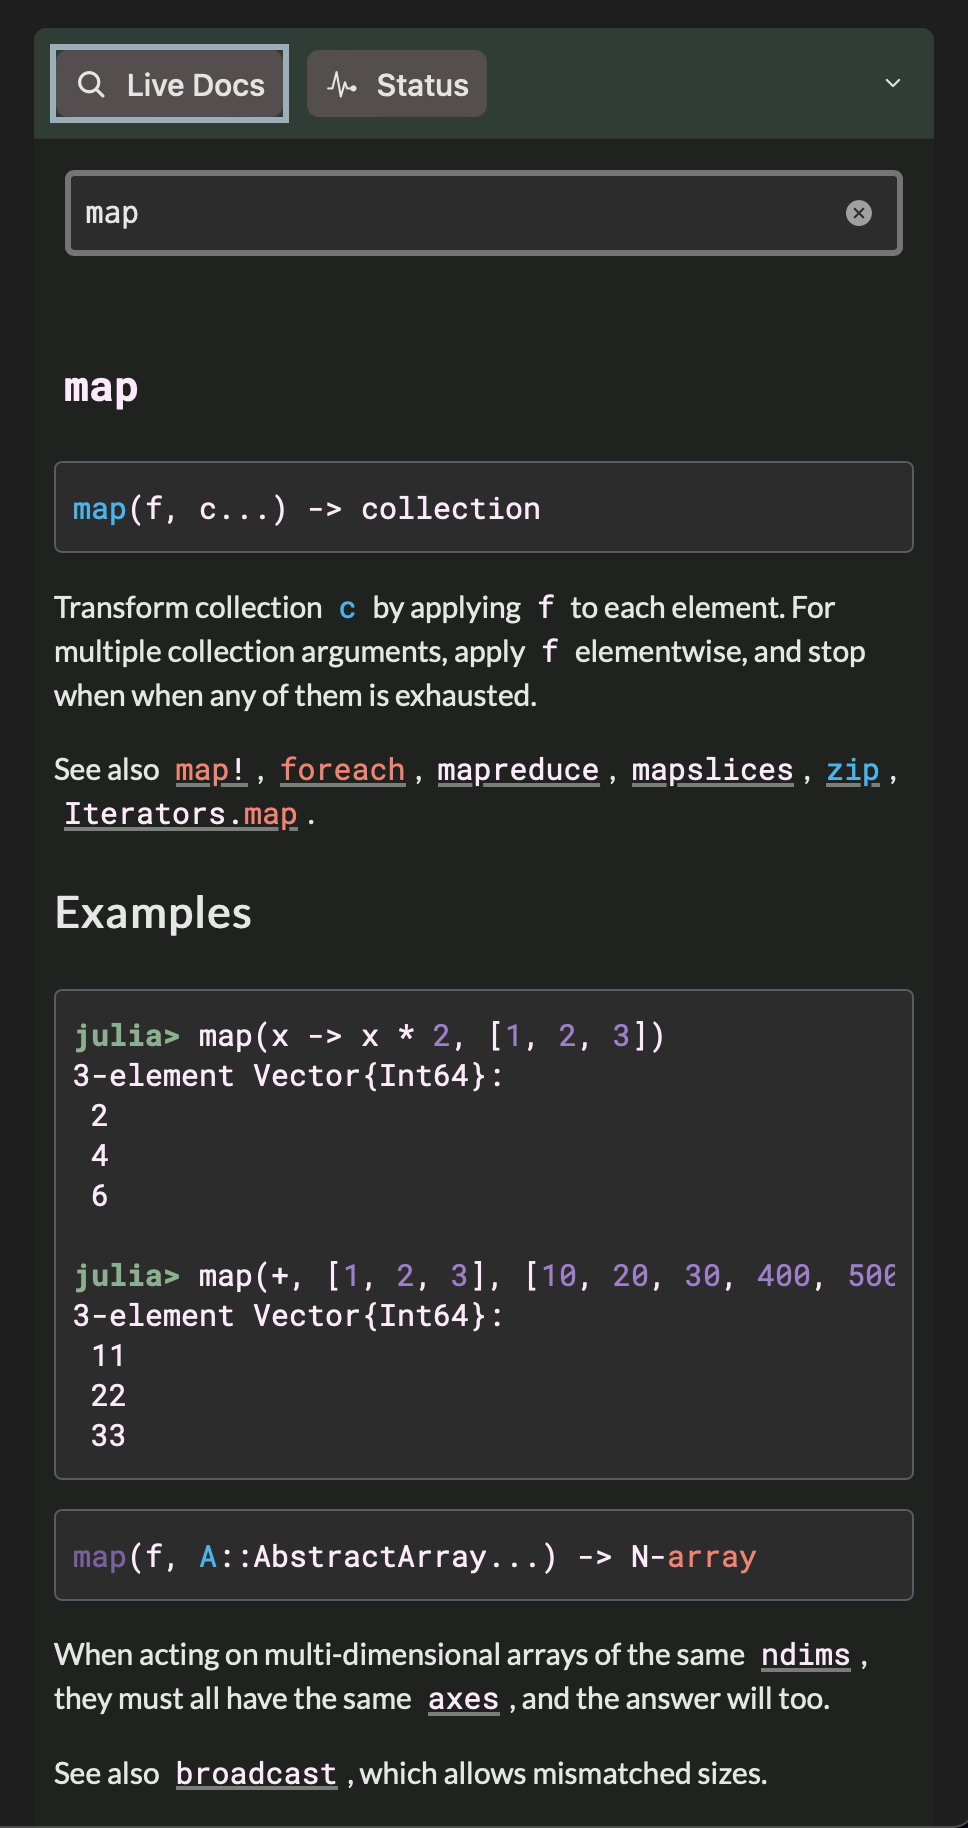 Live Docs
Status
map
map
map(f, c...) -> collection
Transform collection c by applying f to each element. For
multiple collection arguments, apply f elementwise, and stop
when when any of them is exhausted.
See also map!, foreach, mapreduce, mapslices, zip,
Iterators.map.
Examples
julia> map(x -> x * 2, [1, 2, 3])
3-element Vector{Int64}:
2
4
6
julia> map(+, [1, 2, 3], [10, 20, 30, 400, 500
3-element Vector{Int64}:
11
22
33
map(f, A::AbstractArray...) -> N-array
When acting on multi-dimensional arrays of the same ndims,
they must all have the same axes, and the answer will too.
See also broadcast, which allows mismatched sizes.